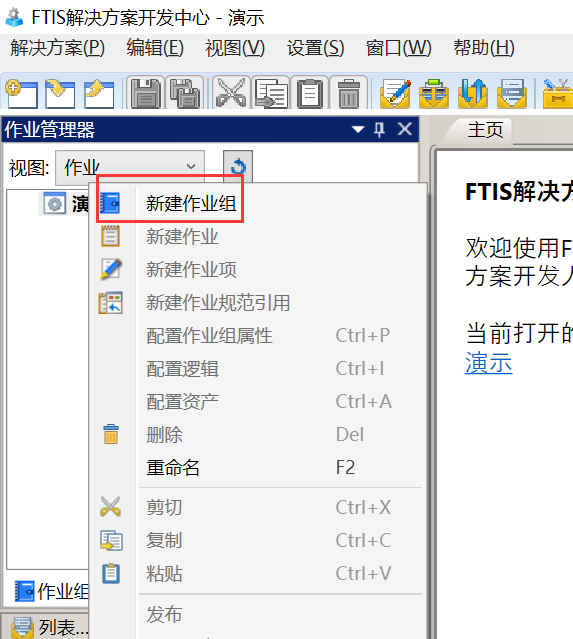 FTIS解决方案开发中心 - 演示
解决方案(P) 编辑(E) 视图(V) 设置(S) 窗口(W) 帮助(H)
作业管理器
主页
视图: 作业
FTIS解决方
新建作业组
新建作业
欢迎使用F
新建作业项
方案开发人
新建作业规范引用
当前打开的
配置作业组属性 Ctrl+P
演示
配置逻辑 Ctrl+I
配置资产 Ctrl+A
删除 Del
重命名 F2
剪切 Ctrl+X
复制 Ctrl+C
粘贴 Ctrl+V
作业组
发布
列表...